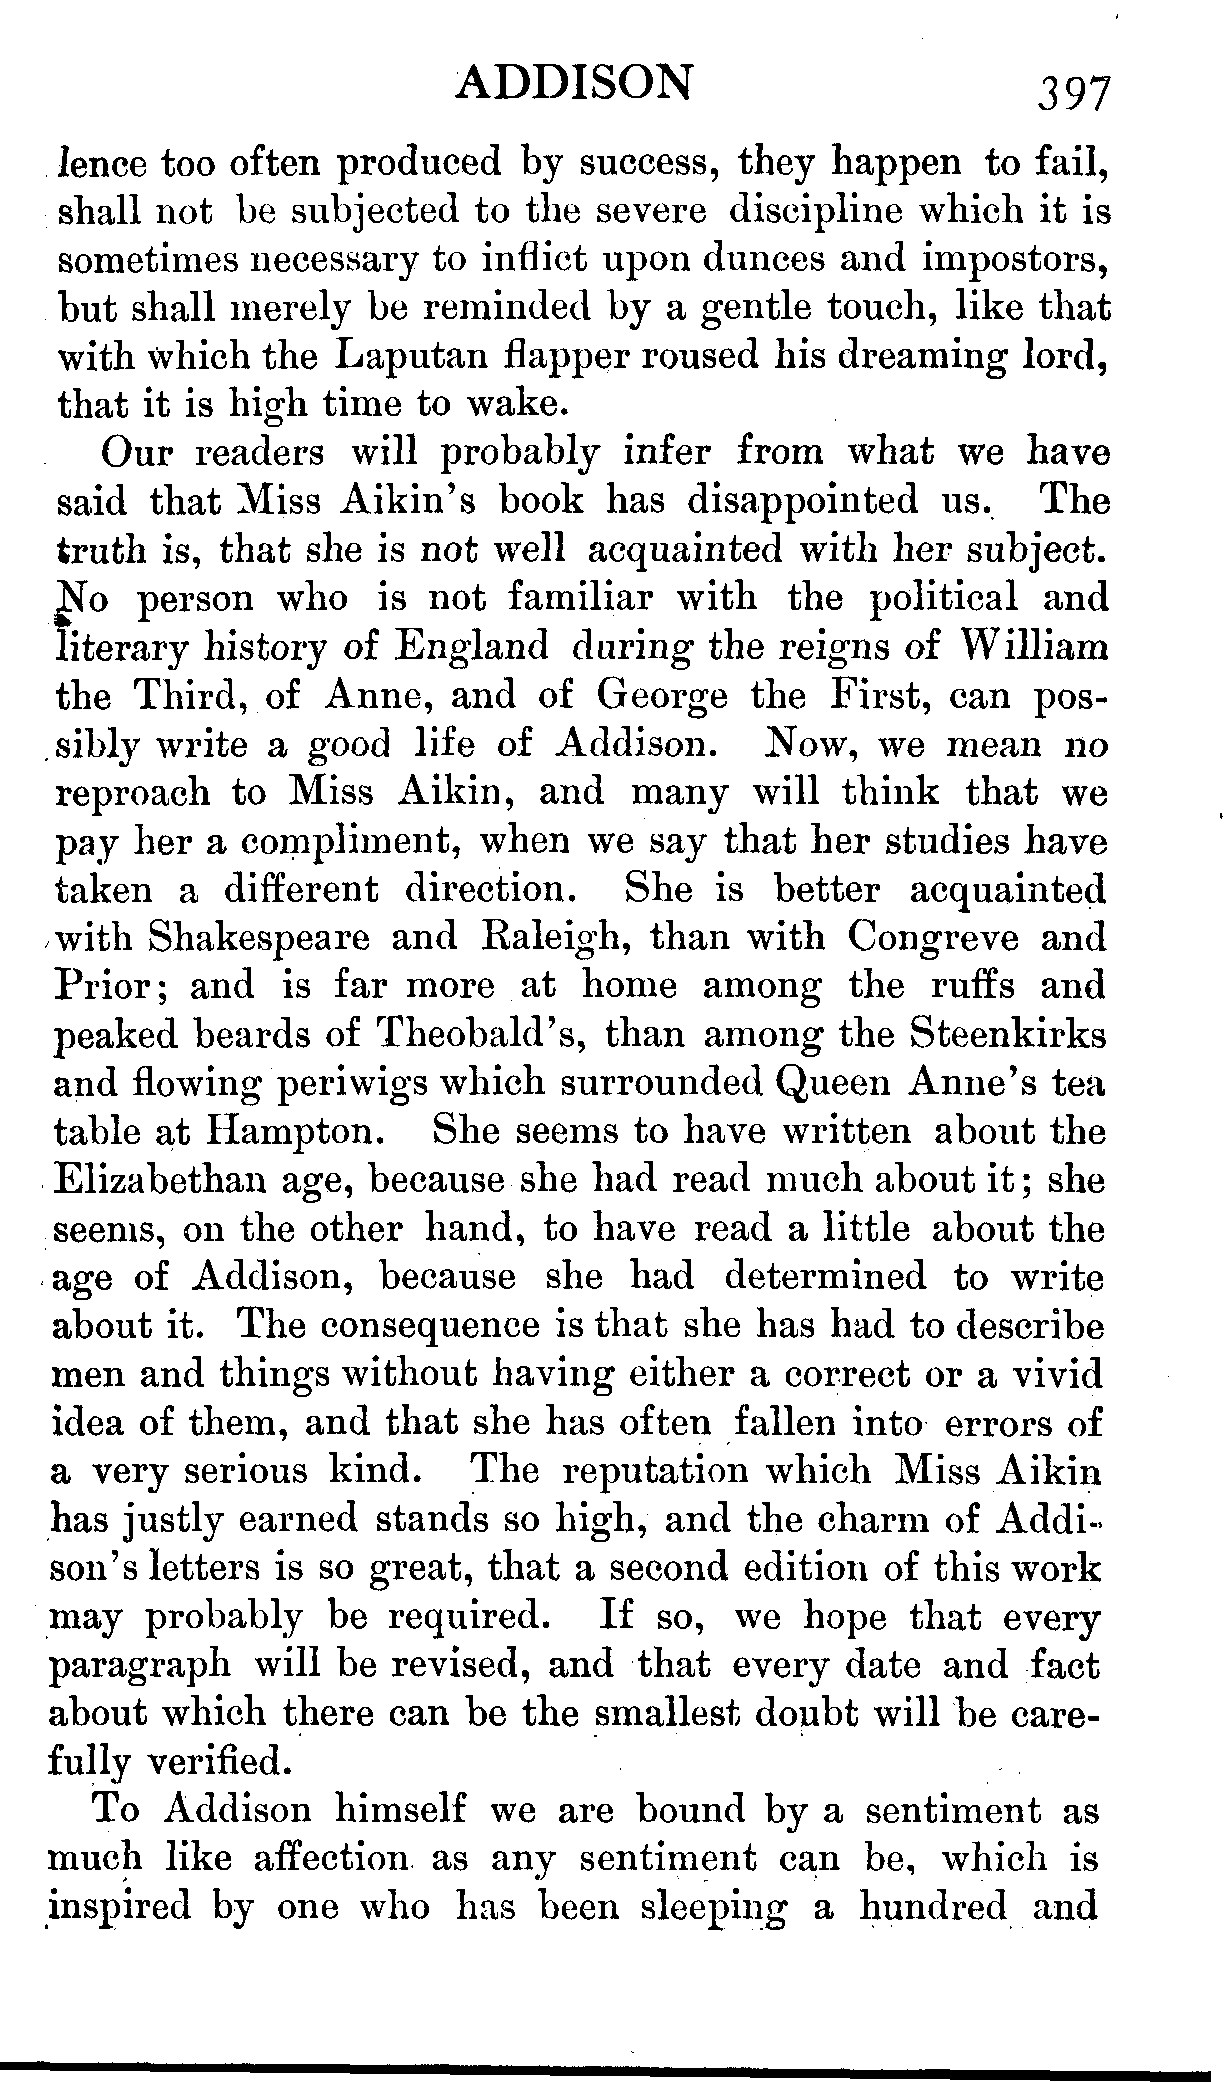 ADDISON 397
lence too often produced by success, they happen to fail,
shall not be subjected to the severe discipline which it is
sometimes necessary to inflict upon dunces and impostors,
but shall merely be reminded by a gentle touch, like that
with which the Laputan flapper roused his dreaming lord,
that it is high time to wake.
Our readers will probably infer from what we have
said that Miss Aikin's book has disappointed us. The
truth is, that she is not well acquainted with her subject.
No person who is not familiar with the political and
literary history of England during the reigns of William
the Third, of Anne, and of George the First, can pos-
sibly write a good life of Addison. Now, we mean no
reproach to Miss Aikin, and many will think that we
pay her a compliment, when we say that her studies have
taken a different direction. She is better acquainted
with Shakespeare and Raleigh, than with Congreve and
Prior; and is far more at home among the ruffs and
peaked beards of Theobald's, than among the Steenkirks
and flowing periwigs which surrounded Queen Anne's tea
table at Hampton. She seems to have written about the
Elizabethan age, because she had read much about it; she
seems, on the other hand, to have read a little about the
age of Addison, because she had determined to write
about it. The consequence is that she has had to describe
men and things without having either a correct or a vivid
idea of them, and that she has often fallen into errors of
a very serious kind. The reputation which Miss Aikin
has justly earned stands so high, and the charm of Addi-
son's letters is so great, that a second edition of this work
may probably be required. If so, we hope that every
paragraph will be revised, and that every date and fact
about which there can be the smallest doubt will be care-
fully verified.
To Addison himself we are bound by a sentiment as
much like affection as any sentiment can be, which is
inspired by one who has been sleeping a hundred and